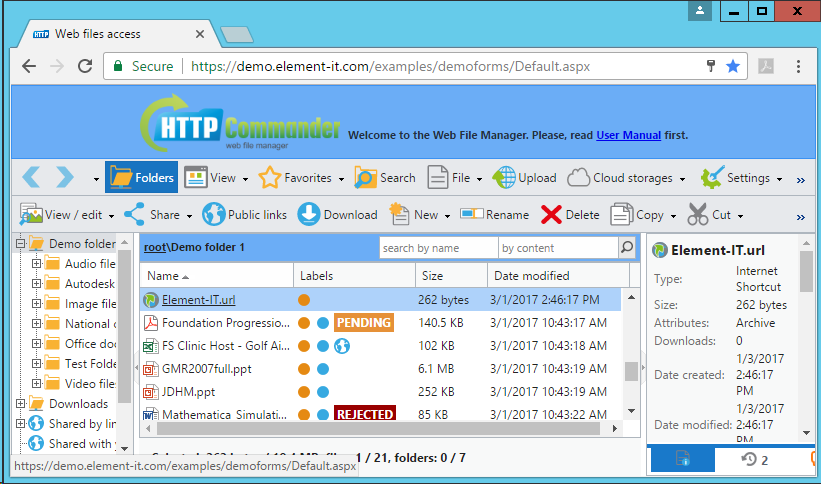 Web files access
Secure https://demo.element-it.com/examples/demoforms/Default.aspx
HTTP Commander
web file manager
Welcome to the Web File Manager. Please, read User Manual first.
Folders View Favorites Search File Upload Cloud storages Settings »
View / edit Share Public links Download New Rename Delete Copy Cut »
Demo folder
Audio file
Autodesk
Image file
National
Office do
Test Folde
Video files
Downloads
Shared by lin
Shared with
root\Demo folder 1 search by name by content
Name Labels Size Date modified
Element-IT.url 262 bytes 3/1/2017 2:46:17 PM
Foundation Progressio... PENDING 140.5 KB 3/1/2017 10:43:17 AM
FS Clinic Host - Golf Ai... 102 KB 3/1/2017 10:43:18 AM
GMR2007full.ppt 6.1 MB 3/1/2017 10:43:19 AM
JDHM.ppt 252 KB 3/1/2017 10:43:19 AM
Mathematica Simulati... REJECTED 85 KB 3/1/2017 10:43:22 AM
1 / 21, folders: 0 / 7
Element-IT.url
Type: Internet Shortcut
Size: 262 bytes
Attributes: Archive
Downloads: 0
Date created: 1/3/2017 2:46:17 PM
Date modified: 1/3/2017 2:46:17 PM
2
https://demo.element-it.com/examples/demoforms/Default.aspx